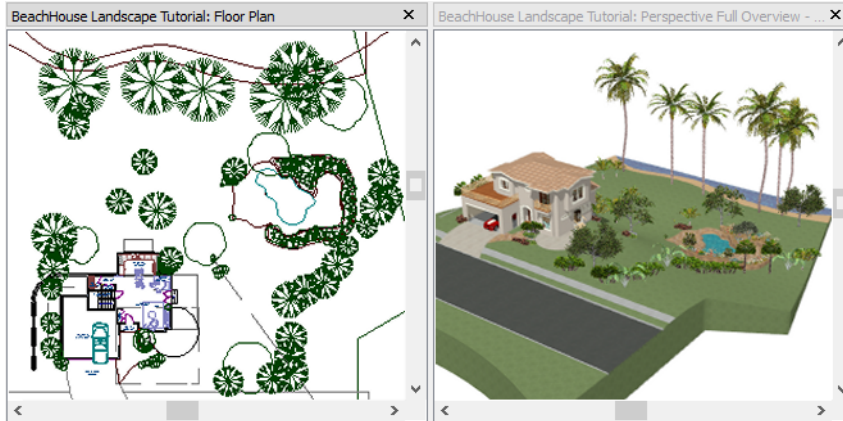 BeachHouse Landscape Tutorial: Floor Plan
BeachHouse Landscape Tutorial: Perspective Full Overview - ...